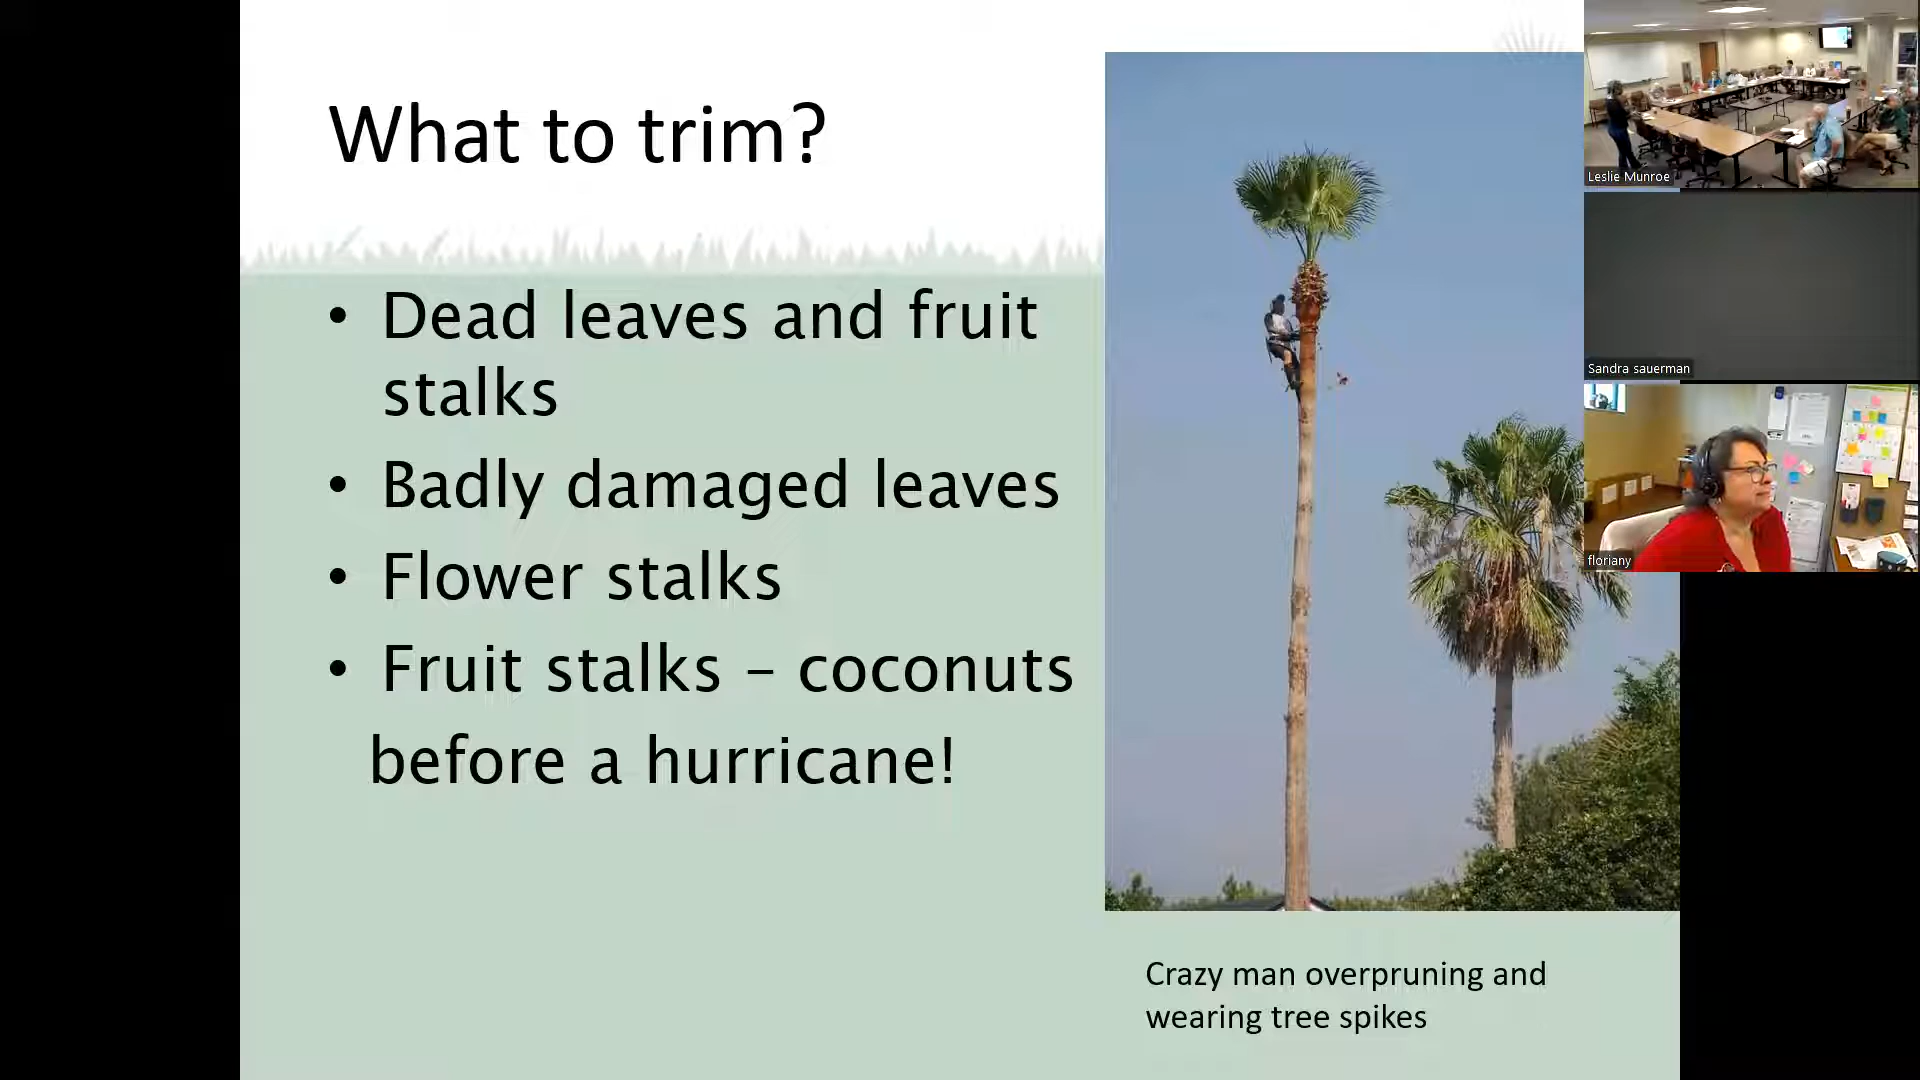 What to trim?
• Dead leaves and fruit
stalks
• Badly damaged leaves
• Flower stalks
• Fruit stalks – coconuts
before a hurricane!
Crazy man overpruning and
wearing tree spikes
Leslie Munroe
Sandra sauerman
floriany